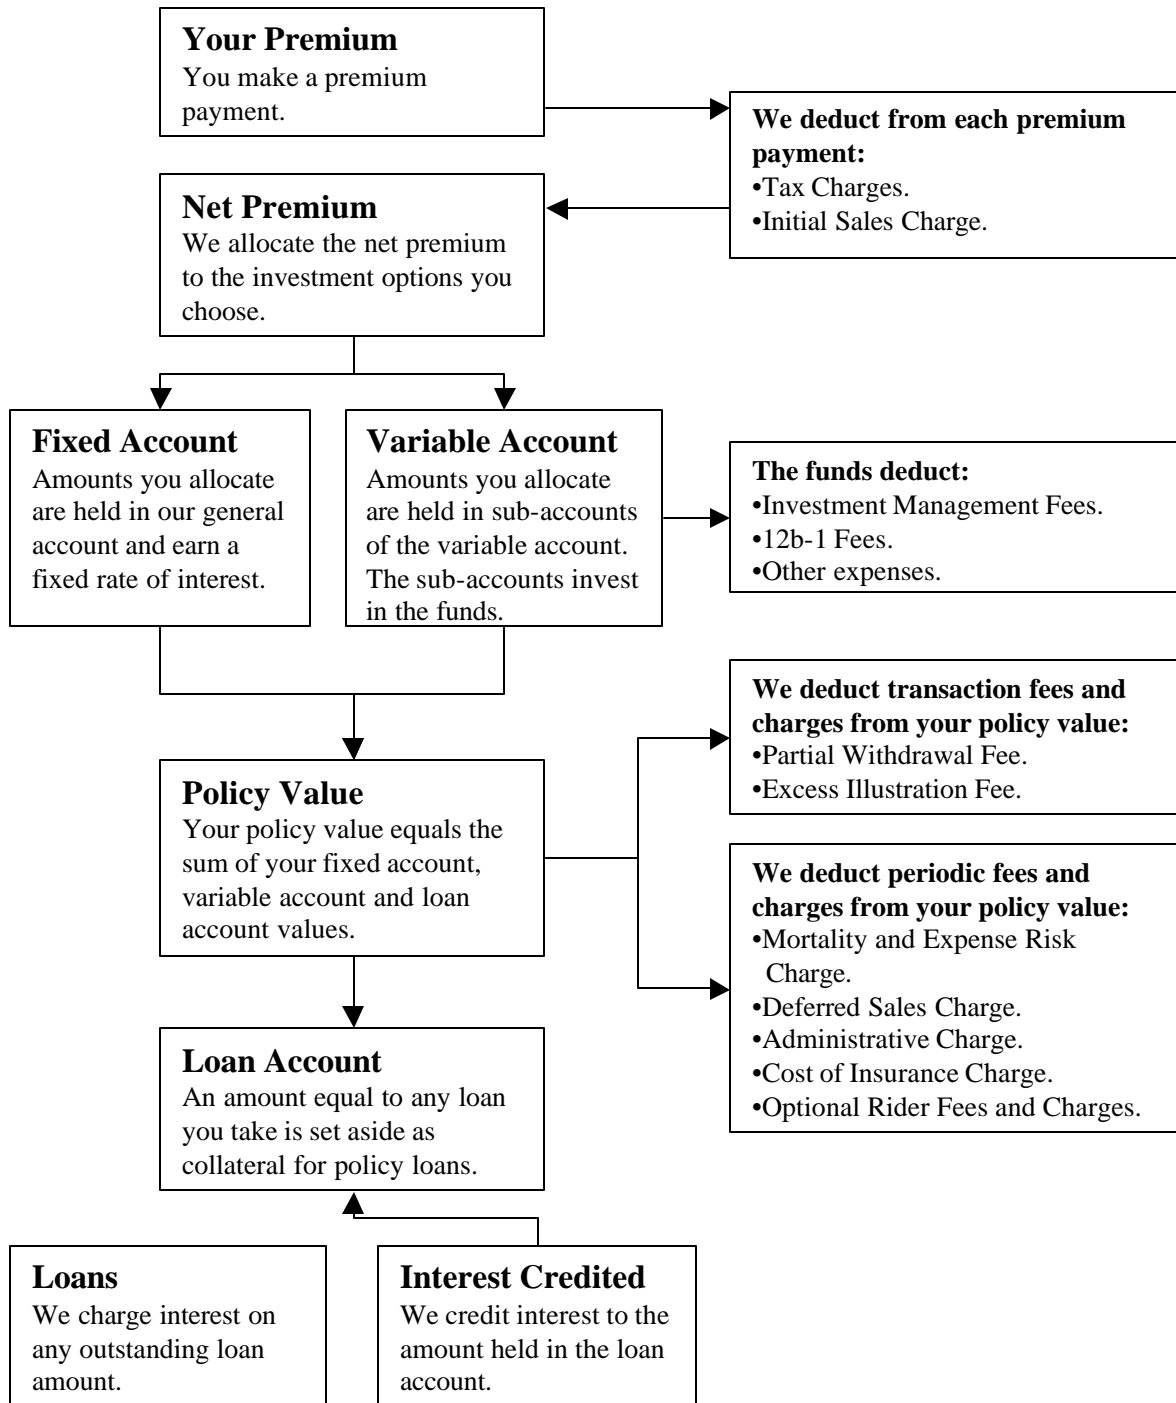 Your Premium
You make a premium
payment.
We deduct from each premium
payment:
•Tax Charges.
•Initial Sales Charge.
Net Premium
We allocate the net premium
to the investment options you
choose.
Fixed Account
Amounts you allocate
are held in our general
account and earn a
fixed rate of interest.
Variable Account
Amounts you allocate
are held in sub-accounts
of the variable account.
The sub-accounts invest
in the funds.
The funds deduct:
•Investment Management Fees.
•12b-1 Fees.
•Other expenses.
We deduct transaction fees and
charges from your policy value:
•Partial Withdrawal Fee.
•Excess Illustration Fee.
Policy Value
Your policy value equals the
sum of your fixed account,
variable account and loan
account values.
We deduct periodic fees and
charges from your policy value:
•Mortality and Expense Risk
Charge.
•Deferred Sales Charge.
•Administrative Charge.
•Cost of Insurance Charge.
•Optional Rider Fees and Charges.
Loan Account
An amount equal to any loan
you take is set aside as
collateral for policy loans.
Loans
We charge interest on
any outstanding loan
amount.
Interest Credited
We credit interest to the
amount held in the loan
account.